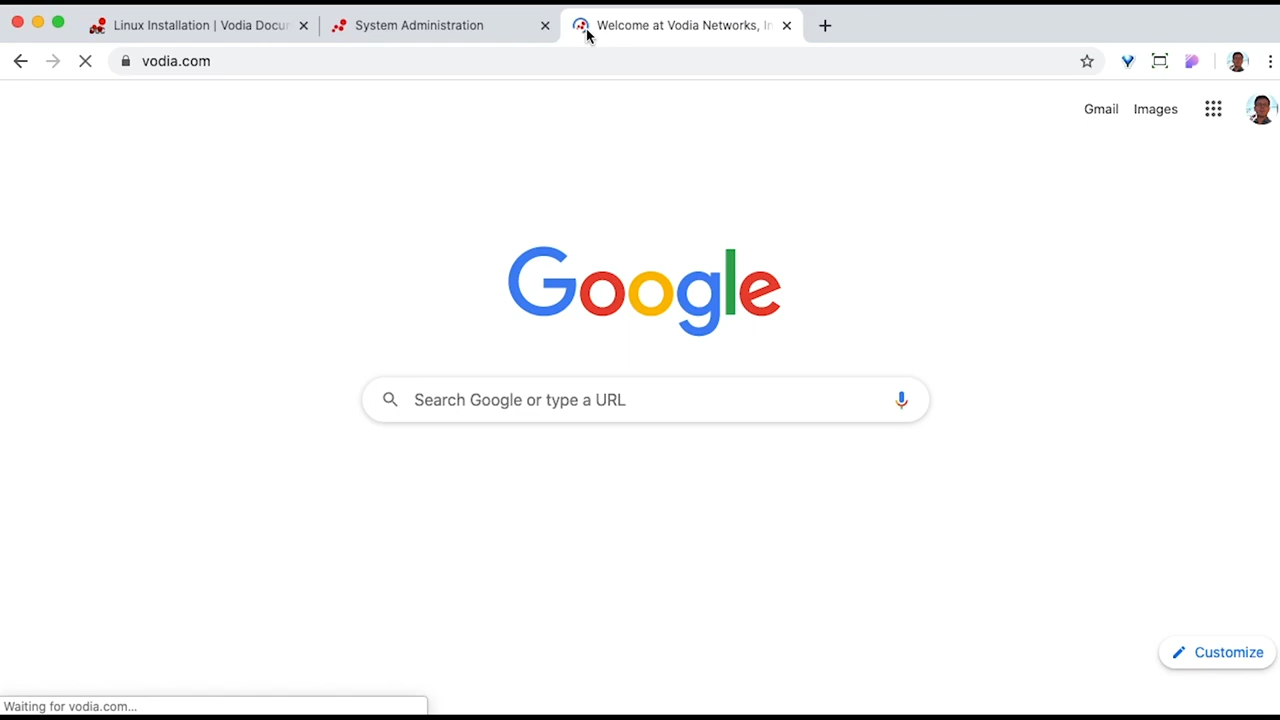 Linux Installation | Vodia Docu
System Administration
Welcome at Vodia Networks, In
vodia.com
Gmail
Images
Google
Search Google or type a URL
Customize
Waiting for vodia.com...